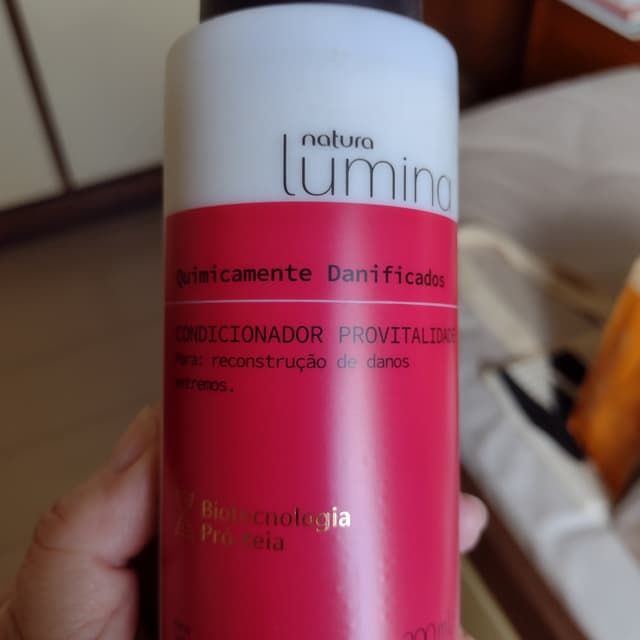 natura
lumina
Quimicamente Danificados
CONDICIONADOR PROVITALIDADE
Para: reconstrução de danos
extremos.
Biotecnologia
Pró-teia